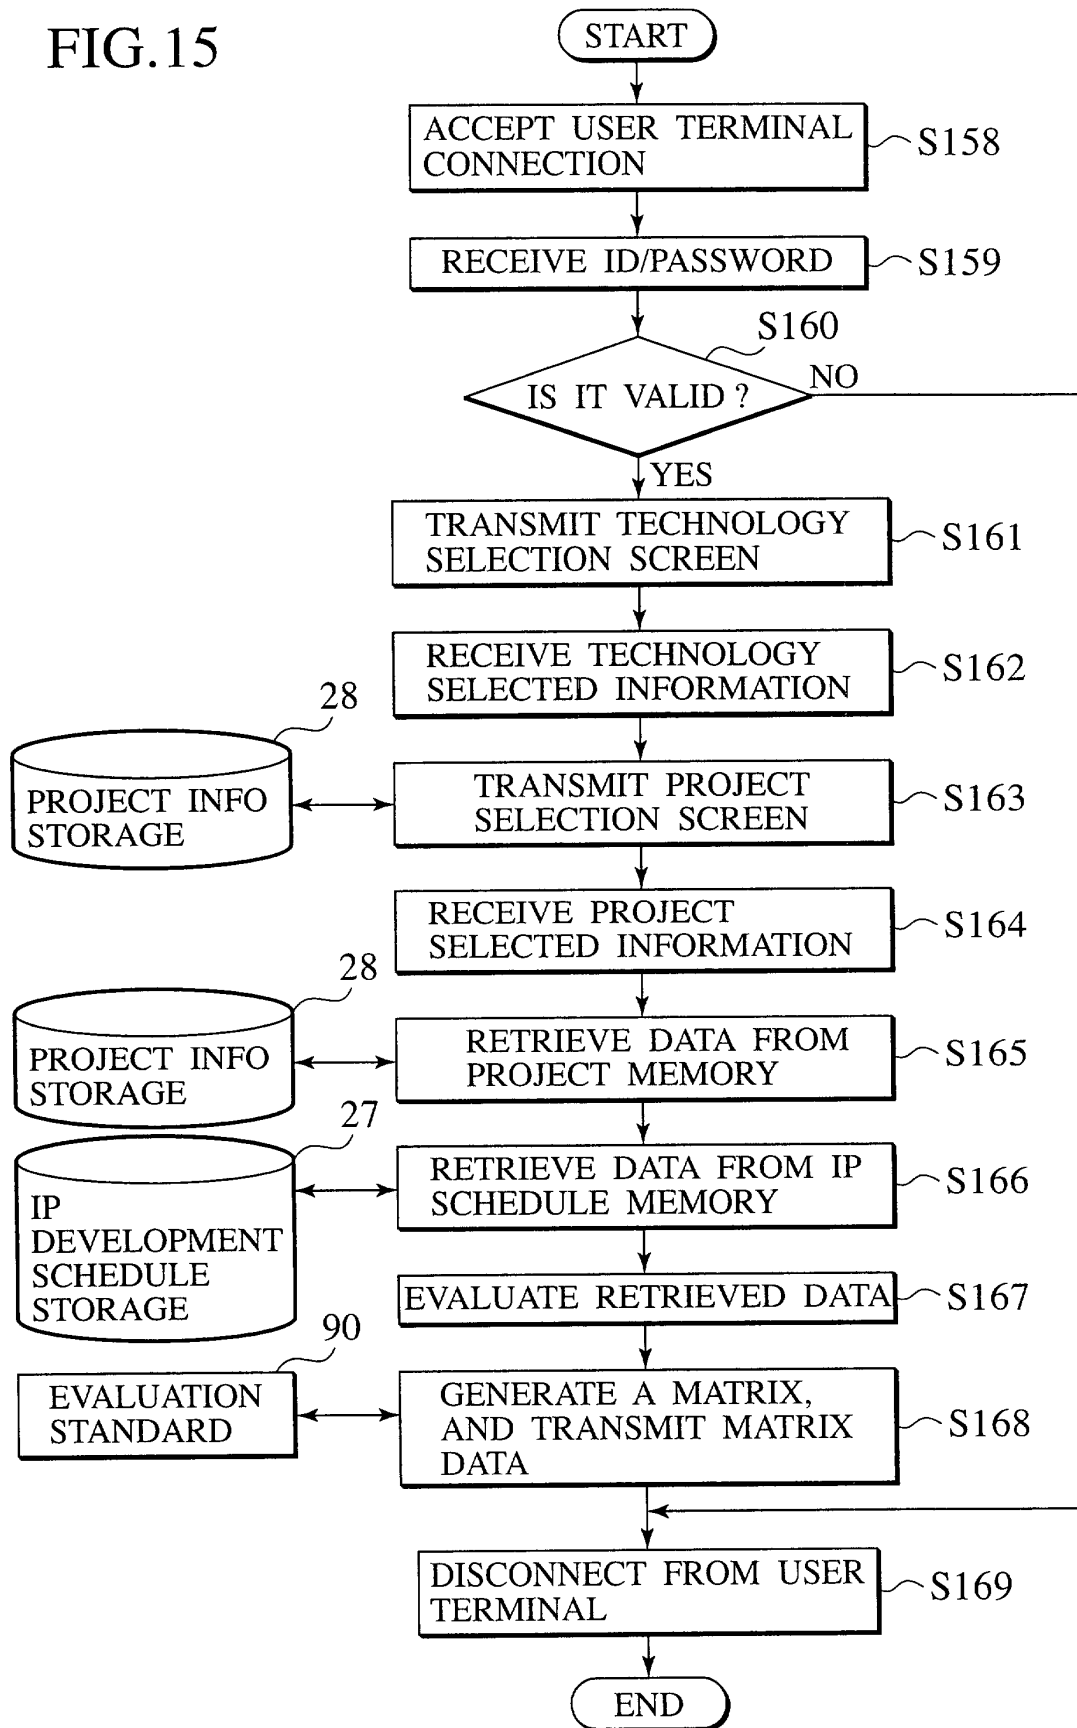 FIG.15
START
ACCEPT USER TERMINAL
CONNECTION
S158
RECEIVE ID/PASSWORD
S159
S160
IS IT VALID ?
NO
YES
TRANSMIT TECHNOLOGY
SELECTION SCREEN
S161
RECEIVE TECHNOLOGY
SELECTED INFORMATION
S162
28
PROJECT INFO
STORAGE
TRANSMIT PROJECT
SELECTION SCREEN
S163
RECEIVE PROJECT
SELECTED INFORMATION
S164
28
PROJECT INFO
STORAGE
RETRIEVE DATA FROM
PROJECT MEMORY
S165
27
IP
DEVELOPMENT
SCHEDULE
STORAGE
RETRIEVE DATA FROM IP
SCHEDULE MEMORY
S166
EVALUATE RETRIEVED DATA
S167
90
EVALUATION
STANDARD
GENERATE A MATRIX,
AND TRANSMIT MATRIX
DATA
S168
DISCONNECT FROM USER
TERMINAL
S169
END